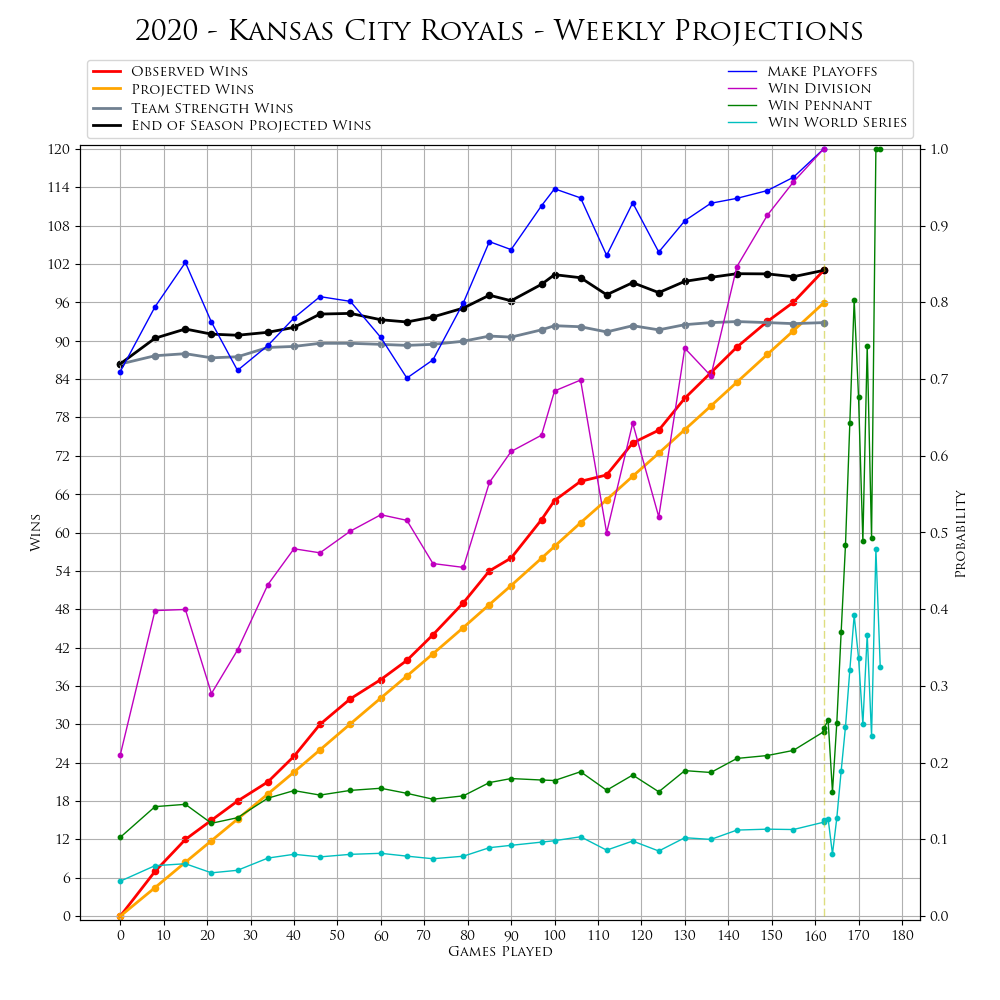 2020 - Kansas City Royals - Weekly Projections
Observed Wins
Projected Wins
Team Strength Wins
End of Season Projected Wins
Make Playoffs
Win Division
Win Pennant
Win World Series
120
114
108
102
96
90
84
78
72
66
60
54
48
42
36
30
24
18
12
6
0
Wins
1.0
0.9
0.8
0.7
0.6
0.5
0.4
0.3
0.2
0.1
0.0
Probability
0 10 20 30 40 50 60 70 80 90 100 110 120 130 140 150 160 170 180
Games Played